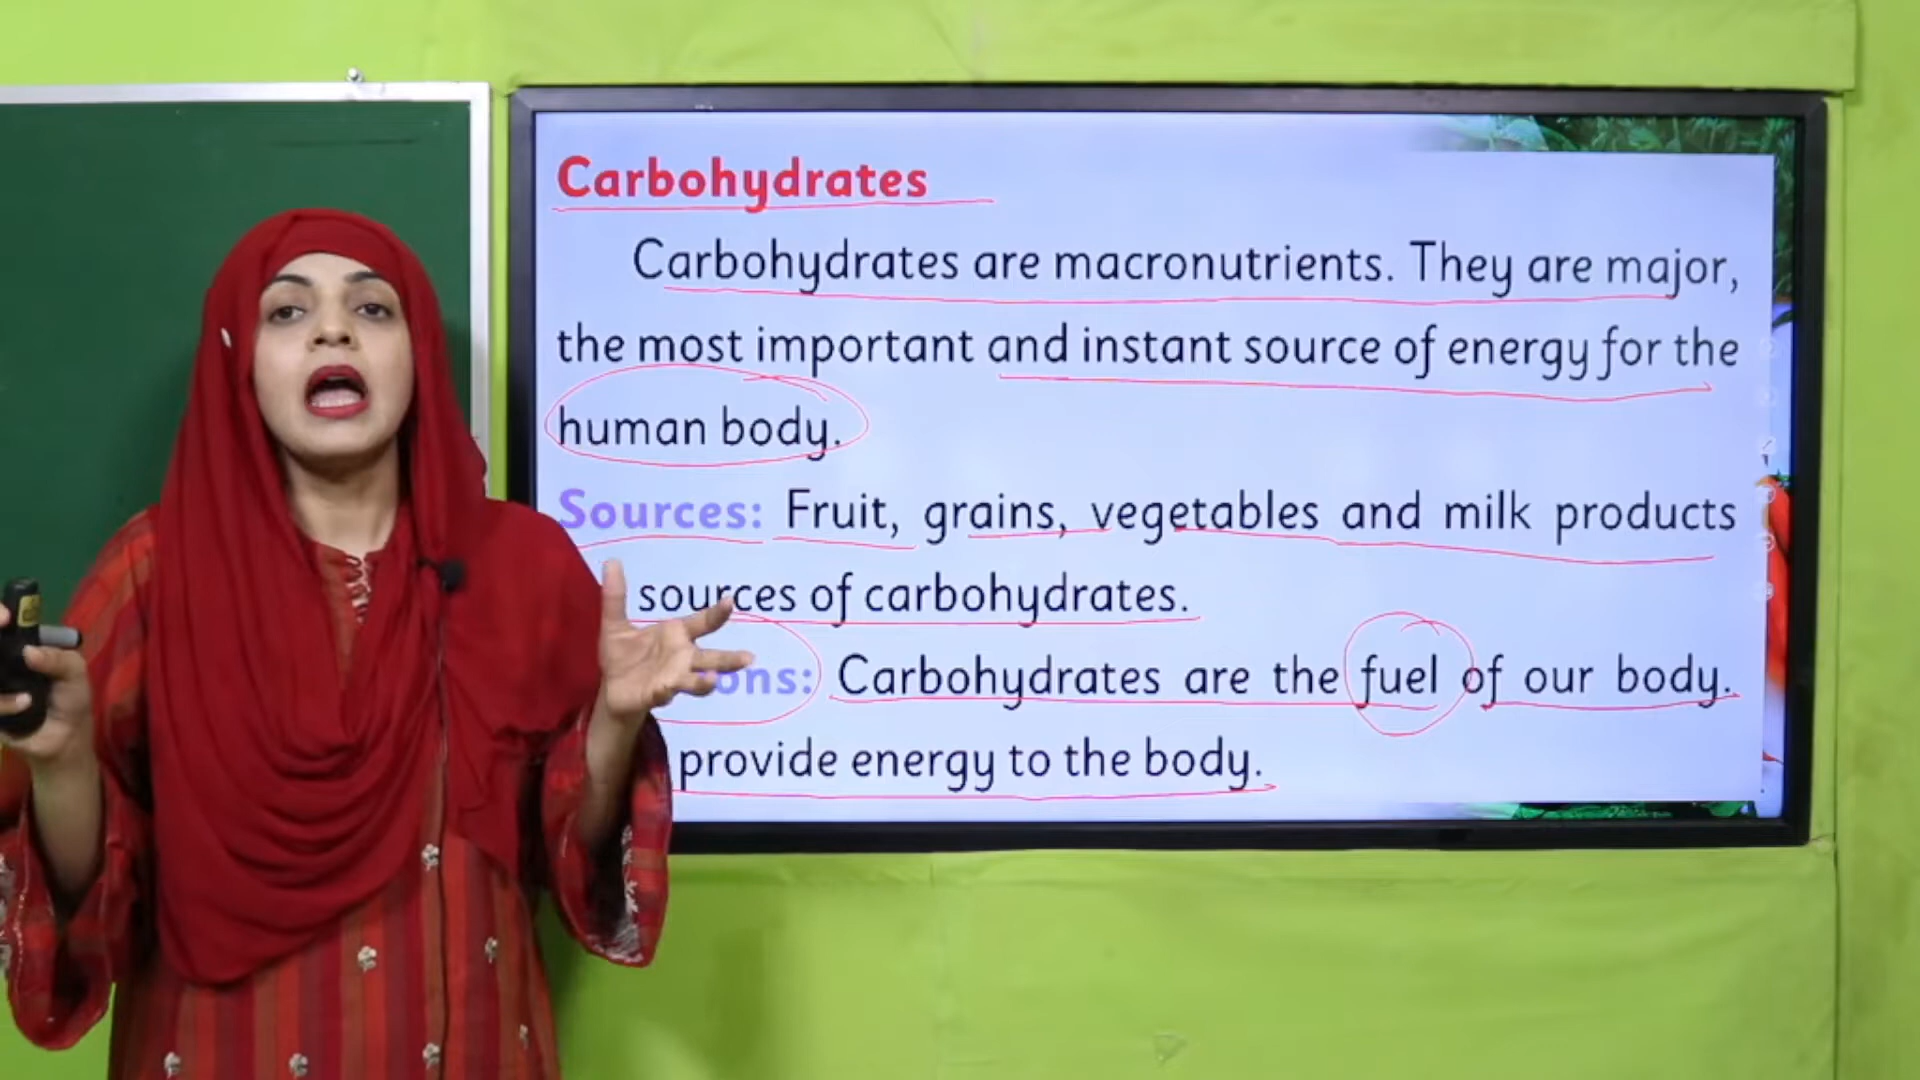 Carbohydrates
Carbohydrates are macronutrients. They are major,
the most important and instant source of energy for the
human body.
Sources: Fruit, grains, vegetables and milk products
sources of carbohydrates.
Carbohydrates are the fuel of our body.
provide energy to the body.